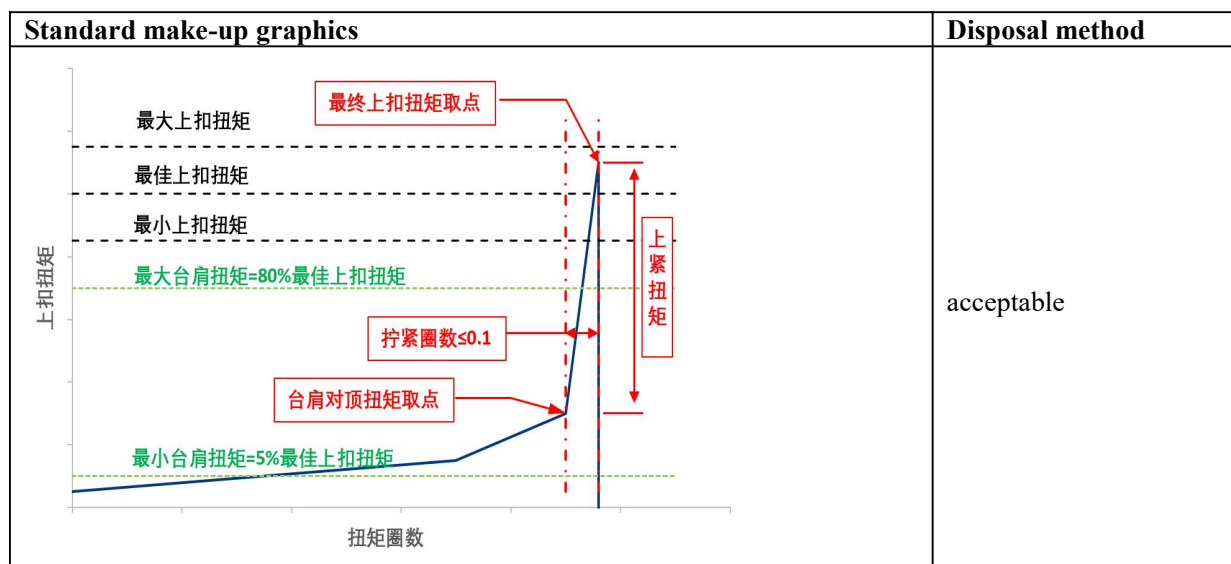 Standard make-up graphics
Disposal method
最终上扣扭矩取点
最大上扣扭矩
最佳上扣扭矩
最小上扣扭矩
上紧扭矩
最大台肩扭矩=80%最佳上扣扭矩
上扣扭矩
acceptable
拧紧圈数≤0.1
台肩对顶扭矩取点
最小台肩扭矩=5%最佳上扣扭矩
扭矩圈数